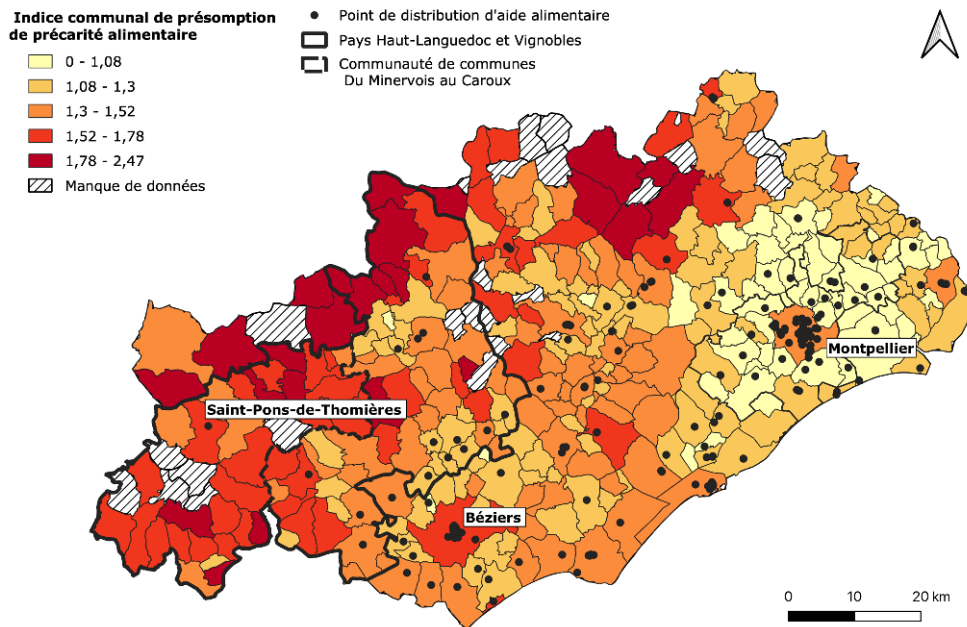 Indice communal de présomption
de précarité alimentaire
0 - 1,08
1,08 - 1,3
1,3 - 1,52
1,52 - 1,78
1,78 - 2,47
Manque de données
Point de distribution d'aide alimentaire
Pays Haut-Languedoc et Vignobles
Communauté de communes
Du Minervois au Caroux
Montpellier
Saint-Pons-de-Thomières
Béziers
0 10 20 km